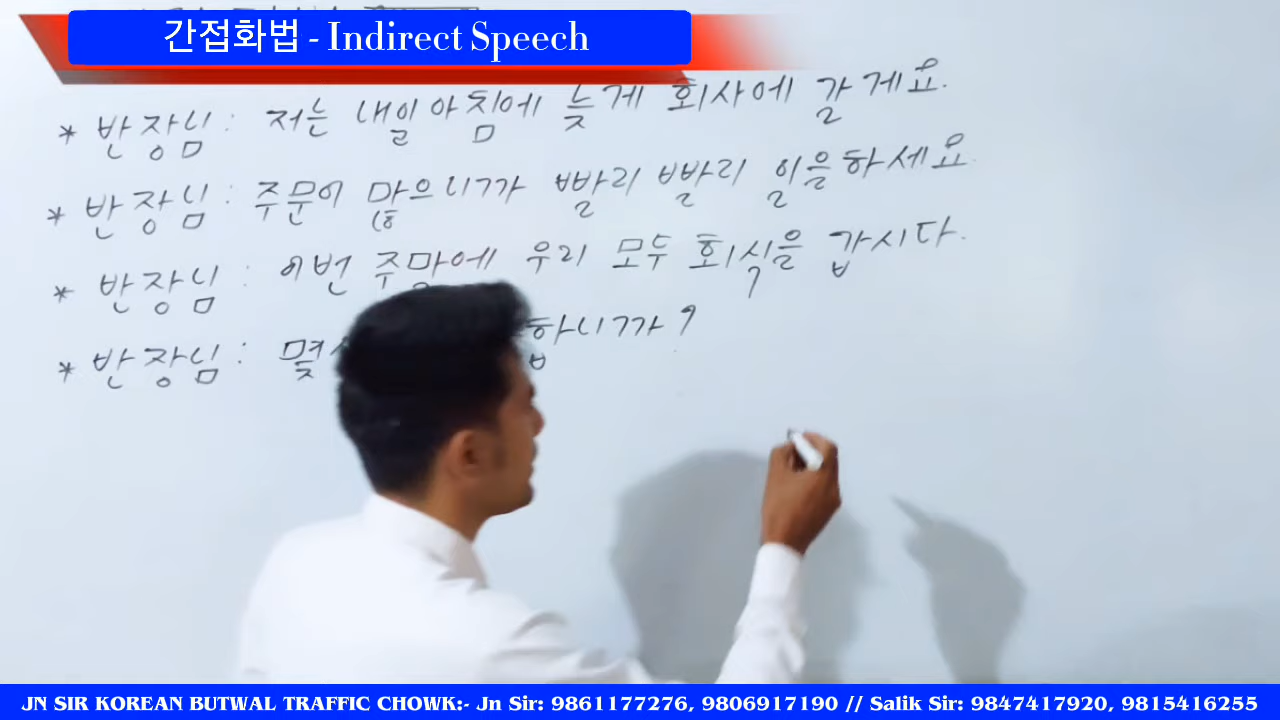 간접화법 - Indirect Speech
* 반장님 : 저는 내일 아침에 늦게 회사에 갈게요.
* 반장님 : 주문이 많으니까 빨리 빨리 일을 하세요
* 반장님 : 이번 주말에 우리 모두 회식을 갑시다.
* 반장님 : 합니까?
JN SIR KOREAN BUTWAL TRAFFIC CHOWK:- Jn Sir: 9861177276, 9806917190 // Salik Sir: 9847417920, 9815416255